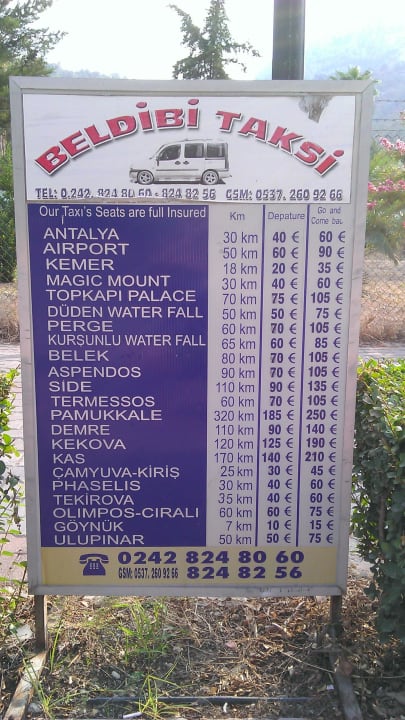 BELDİBİ TAKSİ
TEL: 0.242. 824 80 60 - 824 82 56 GSM: 0537. 260 92 66
Our Taxi's Seats are full Insured Km Depature Go and Come bac
ANTALYA 30 km 40 € 60 €
AIRPORT 50 km 60 € 90 €
KEMER 18 km 20 € 35 €
MAGIC MOUNT 30 km 40 € 60 €
TOPKAPI PALACE 70 km 75 € 105 €
DÜDEN WATER FALL 50 km 50 € 75 €
PERGE 60 km 70 € 105 €
KURŞUNLU WATER FALL 65 km 60 € 85 €
BELEK 80 km 70 € 105 €
ASPENDOS 90 km 70 € 105 €
SİDE 110 km 90 € 135 €
TERMESSOS 60 km 70 € 105 €
PAMUKKALE 320 km 185 € 250 €
DEMRE 110 km 90 € 140 €
KEKOVA 120 km 125 € 190 €
KAS 170 km 140 € 210 €
ÇAMYUVA-KİRİŞ 25 km 30 € 45 €
PHASELIS 30 km 40 € 60 €
TEKİROVA 35 km 40 € 60 €
OLIMPOS-CIRALI 60 km 60 € 75 €
GÖYNÜK 7 km 10 € 15 €
ULUPINAR 50 km 50 € 75 €
0242 824 80 60
GSM: 0537. 260 92 66 824 82 56